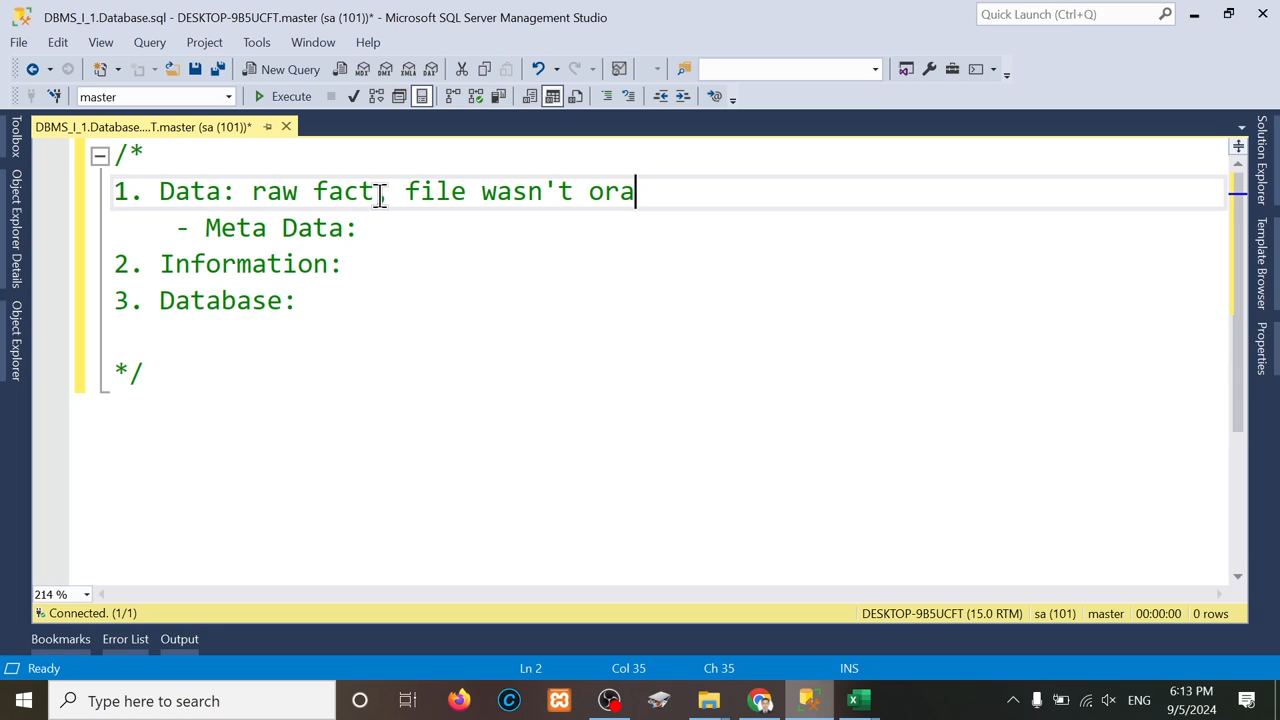 DBMS_I_1.Database.sql - DESKTOP-9B5UCFT.master (sa (101))* - Microsoft SQL Server Management Studio
Quick Launch (Ctrl+Q)
File Edit View Query Project Tools Window Help
New Query
MDX DMX XMLA DAX
master
Execute
DBMS_I_1.Database....T.master (sa (101))*
Toolbox
Object Explorer Details
Object Explorer
Solution Explorer
Template Browser
Properties
/*
1. Data: raw fact, file wasn't ora
- Meta Data:
2. Information:
3. Database:
*/
214 %
Connected. (1/1)
DESKTOP-9B5UCFT (15.0 RTM) sa (101) master 00:00:00 0 rows
Bookmarks Error List Output
Ready Ln 2 Col 35 Ch 35 INS
Type here to search
ENG
6:13 PM
9/5/2024